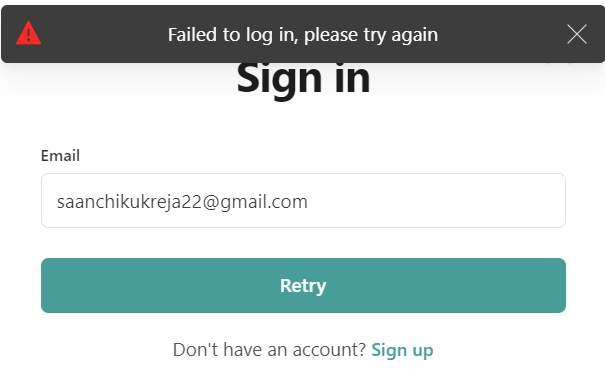 Failed to log in, please try again
Sign in
Email
saanchikukreja22@gmail.com
Retry
Don't have an account? Sign up